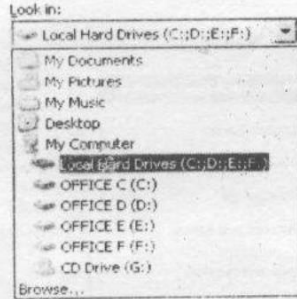 Look in:
Local Hard Drives (C:;D:;E:;F:)
My Documents
My Pictures
My Music
Desktop
My Computer
Local Hard Drives (C:;D:;E:;F:)
OFFICE C (C:)
OFFICE D (D:)
OFFICE E (E:)
OFFICE F (F:)
CD Drive (G:)
Browse...